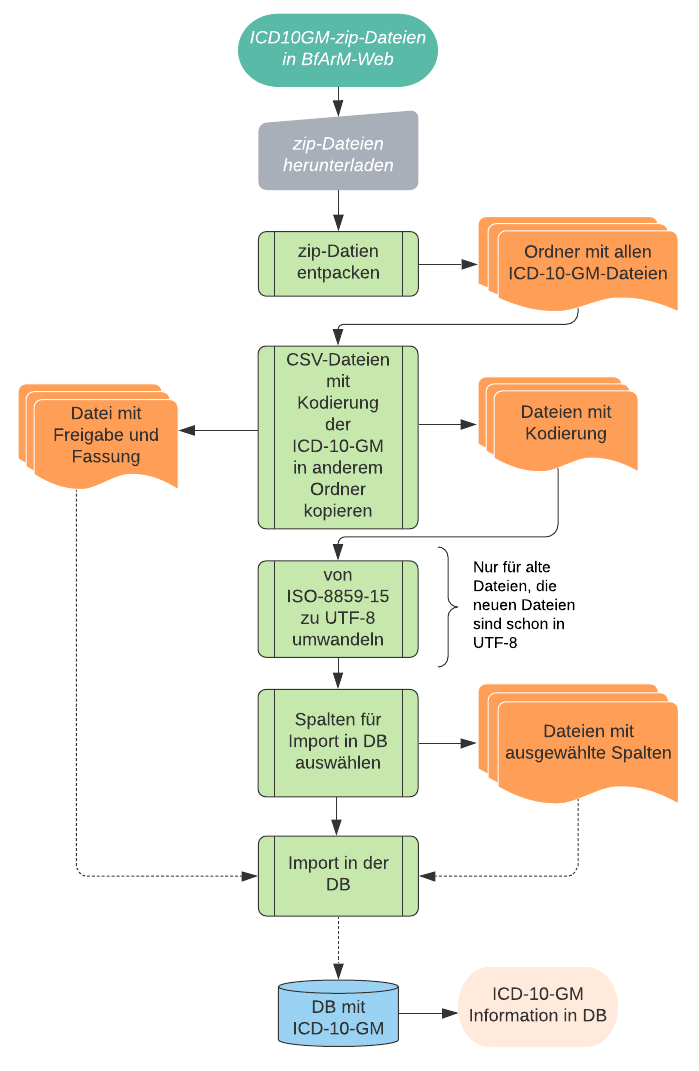 ICD10GM-zip-Dateien
in BfArM-Web
zip-Dateien
herunterladen
zip-Datien
entpacken
Ordner mit allen
ICD-10-GM-Dateien
CSV-Dateien
mit
Kodierung
der
ICD-10-GM
in anderem
Ordner
kopieren
Datei mit
Freigabe und
Fassung
Dateien mit
Kodierung
von
ISO-8859-15
zu UTF-8
umwandeln
Nur für alte
Dateien, die
neuen Dateien
sind schon in
UTF-8
Spalten für
Import in DB
auswählen
Dateien mit
ausgewählte Spalten
Import in der
DB
DB mit
ICD-10-GM
ICD-10-GM
Information in DB